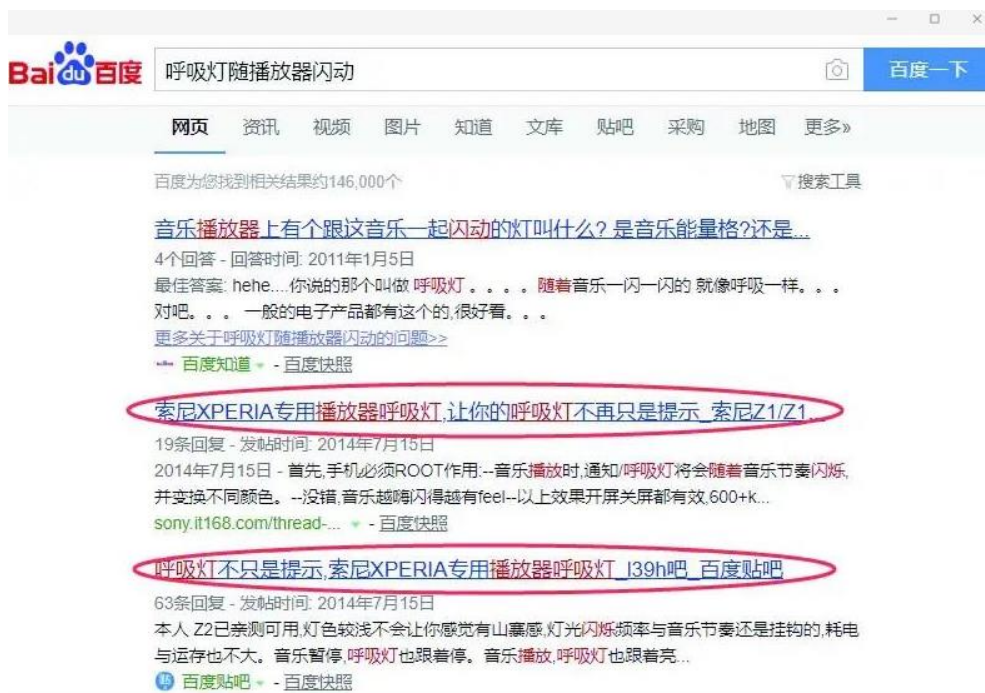 Bai du 百度
呼吸灯随播放器闪动
百度一下
网页 资讯 视频 图片 知道 文库 贴吧 采购 地图 更多»
百度为您找到相关结果约146,000个
搜索工具
音乐播放器上有个跟这音乐一起闪动的灯叫什么? 是音乐能量格?还是...
4个回答 - 回答时间: 2011年1月5日
最佳答案: hehe....你说的那个叫做 呼吸灯 。 。 。 。 随着音乐一闪一闪的 就像呼吸一样。 。 。
对吧。 。 。 一般的电子产品都有这个的,很好看。 。 。
更多关于呼吸灯随播放器闪动的问题>>
百度知道 - 百度快照
索尼XPERIA专用播放器呼吸灯,让你的呼吸灯不再只是提示_索尼Z1/Z1...
19条回复 - 发帖时间: 2014年7月15日
2014年7月15日 - 首先,手机必须ROOT作用:--音乐播放时,通知/呼吸灯将会随着音乐节奏闪烁,
并变换不同颜色。--没错,音乐越嗨闪得越有feel--以上效果开屏关屏都有效,600+k...
sony.it168.com/thread-... - 百度快照
呼吸灯不只是提示,索尼XPERIA专用播放器呼吸灯_l39h吧_百度贴吧
63条回复 - 发帖时间: 2014年7月15日
本人 Z2已亲测可用,灯色较浅不会让你感觉有山寨感,灯光闪烁频率与音乐节奏还是挂钩的,耗电
与运存也不大。音乐暂停,呼吸灯也跟着停。音乐播放,呼吸灯也跟着亮...
百度贴吧 - 百度快照